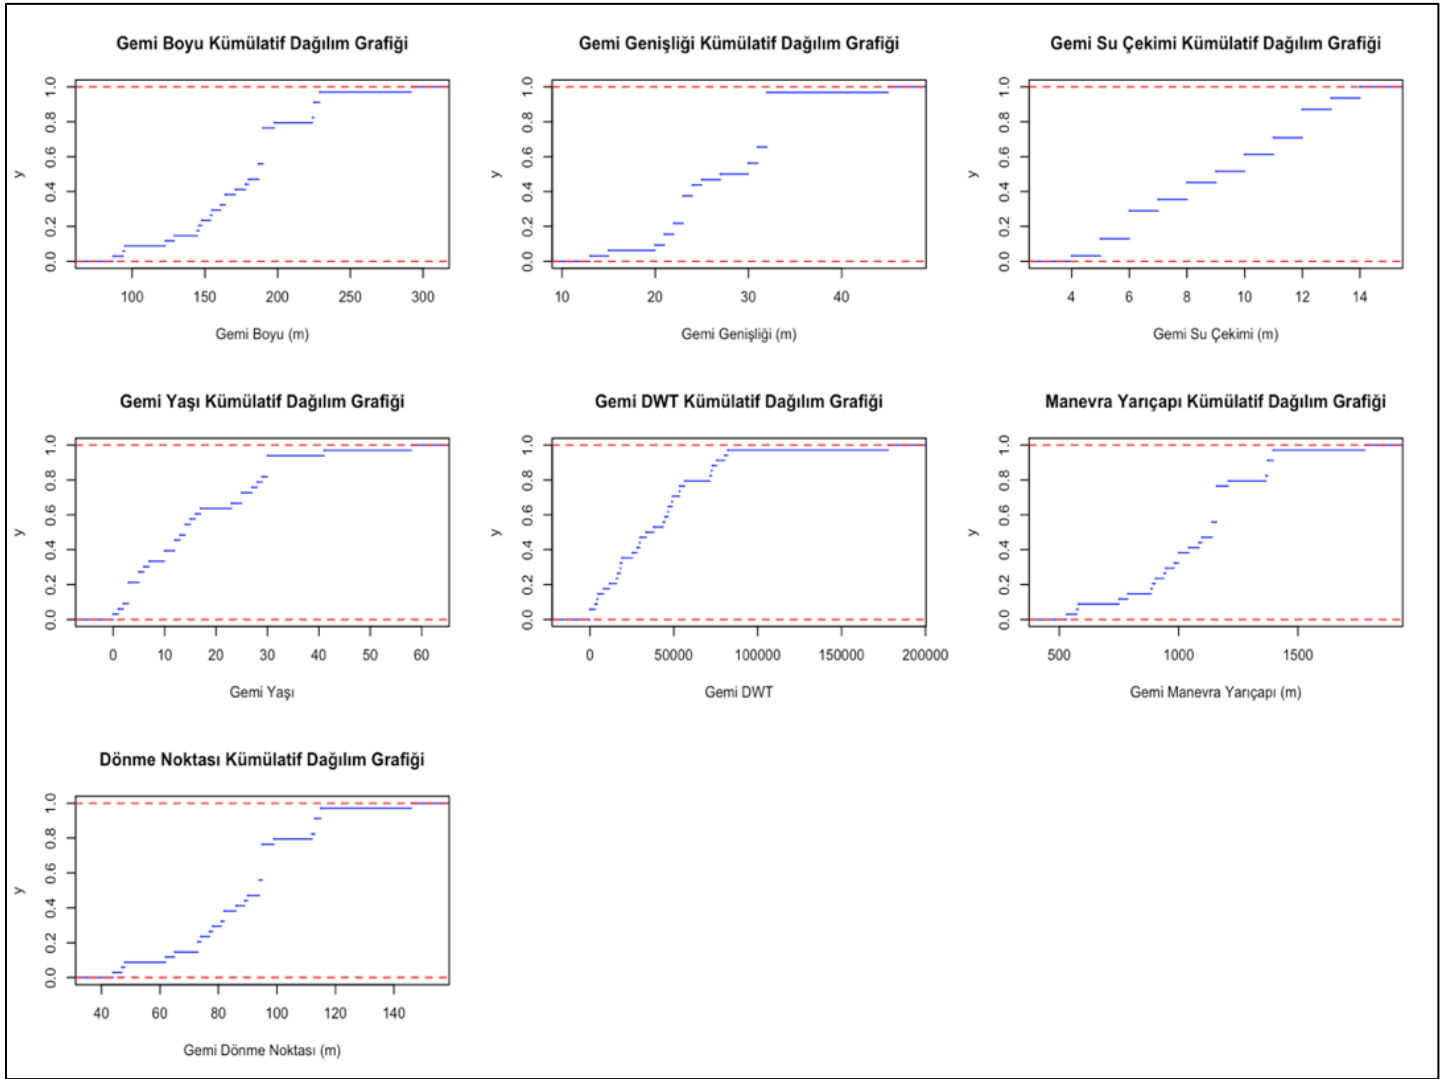 Gemi Boyu Kümülatif Dağılım Grafiği
y
0.0 0.2 0.4 0.6 0.8 1.0
100 150 200 250 300
Gemi Boyu (m)
Gemi Genişliği Kümülatif Dağılım Grafiği
y
0.0 0.2 0.4 0.6 0.8 1.0
10 20 30 40
Gemi Genişliği (m)
Gemi Su Çekimi Kümülatif Dağılım Grafiği
y
0.0 0.2 0.4 0.6 0.8 1.0
4 6 8 10 12 14
Gemi Su Çekimi (m)
Gemi Yaşı Kümülatif Dağılım Grafiği
y
0.0 0.2 0.4 0.6 0.8 1.0
0 10 20 30 40 50 60
Gemi Yaşı
Gemi DWT Kümülatif Dağılım Grafiği
y
0.0 0.2 0.4 0.6 0.8 1.0
0 50000 100000 150000 200000
Gemi DWT
Manevra Yarıçapı Kümülatif Dağılım Grafiği
y
0.0 0.2 0.4 0.6 0.8 1.0
500 1000 1500
Gemi Manevra Yarıçapı (m)
Dönme Noktası Kümülatif Dağılım Grafiği
y
0.0 0.2 0.4 0.6 0.8 1.0
40 60 80 100 120 140
Gemi Dönme Noktası (m)